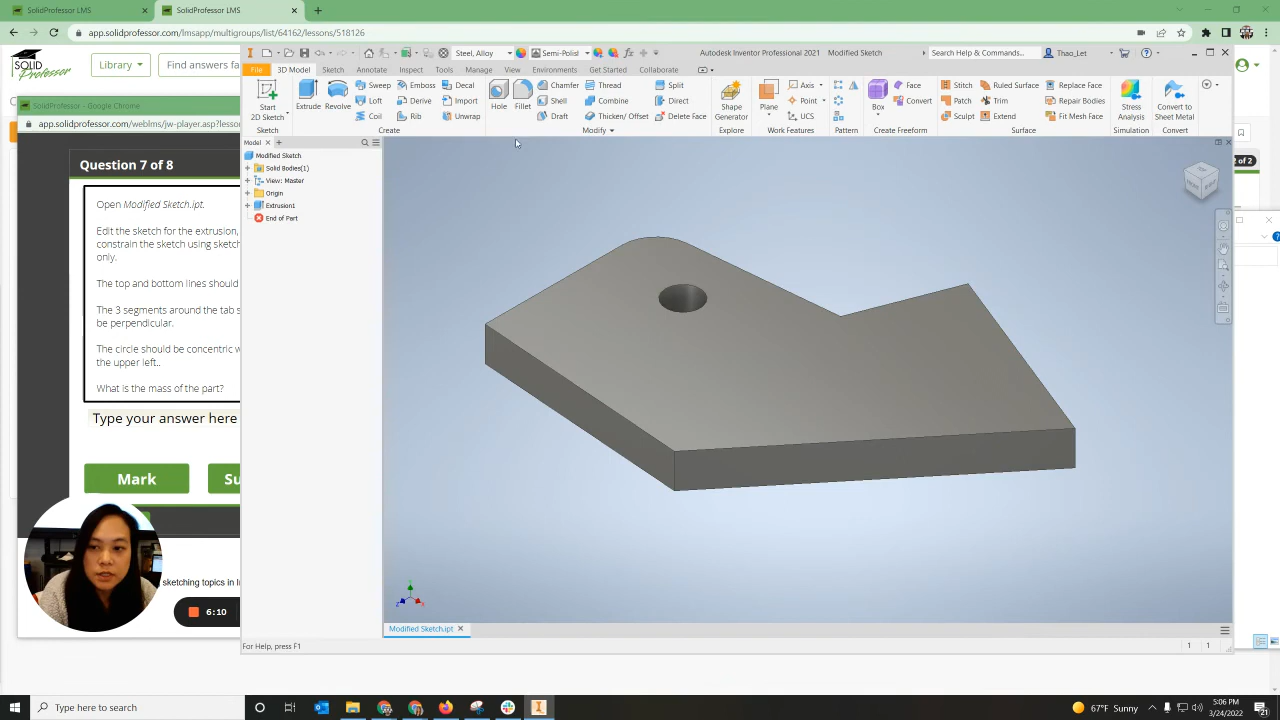 SolidProfessor LMS
SolidProfessor LMS
app.solidprofessor.com/lmsapp/multigroups/list/64162/lessons/518126
SOLID
PROFESSOR
Library
Find answers fa
SolidProfessor - Google Chrome
app.solidprofessor.com/weblms/jw-player.asp?lesso
Question 7 of 8
Open Modified Sketch.ipt.
Edit the sketch for the extrusion,
constrain the sketch using sketch
only.
The top and bottom lines should
The 3 segments around the tab s
be perpendicular.
The circle should be concentric w
the upper left..
What is the mass of the part?
Type your answer here
Mark
Su
sketching topics in I
6:10
Steel, Alloy
Semi-Polisl
Autodesk Inventor Professional 2021 Modified Sketch
Search Help & Commands...
Thao_Let
File 3D Model Sketch Annotate Inspect Tools Manage View Environments Get Started Collaborate
Start
2D Sketch
Extrude
Revolve
Sweep
Emboss
Decal
Loft
Derive
Import
Coil
Rib
Unwrap
Hole
Fillet
Chamfer
Thread
Split
Shell
Combine
Direct
Draft
Thicken/ Offset
Delete Face
Shape
Generator
Plane
Axis
Point
UCS
Box
Face
Convert
Stitch
Ruled Surface
Replace Face
Patch
Trim
Repair Bodies
Sculpt
Extend
Fit Mesh Face
Stress
Analysis
Convert to
Sheet Metal
Sketch
Create
Modify
Explore
Work Features
Pattern
Create Freeform
Surface
Simulation
Convert
Model
Modified Sketch
Solid Bodies(1)
View: Master
Origin
Extrusion1
End of Part
2 of 2
Modified Sketch.ipt
For Help, press F1
1 1
Type here to search
67°F Sunny
5:06 PM
3/24/2022
21